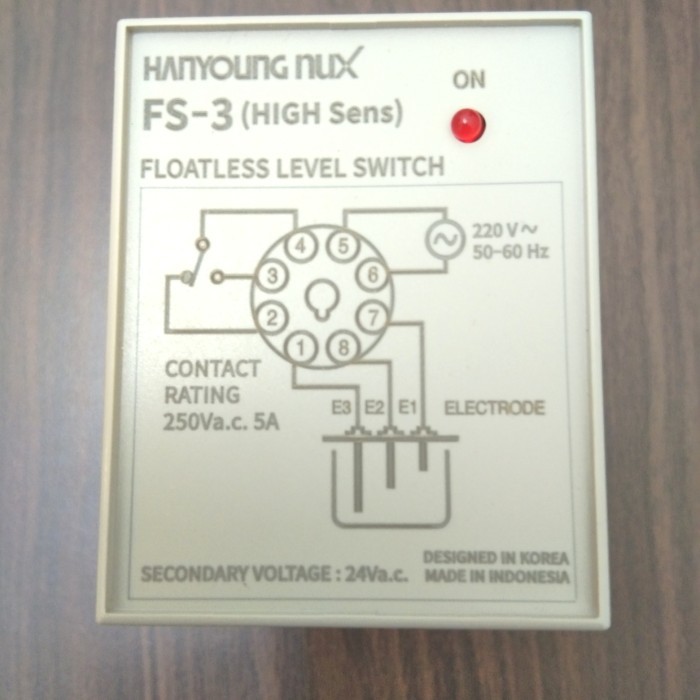 HANYOUNG nux
ON
FS-3 (HIGH Sens)
FLOATLESS LEVEL SWITCH
4 5
220 V~
50-60 Hz
3 6
2 7
1 8
CONTACT
RATING
250Va.c. 5A
E3 E2 E1 ELECTRODE
SECONDARY VOLTAGE : 24Va.c.
DESIGNED IN KOREA
MADE IN INDONESIA